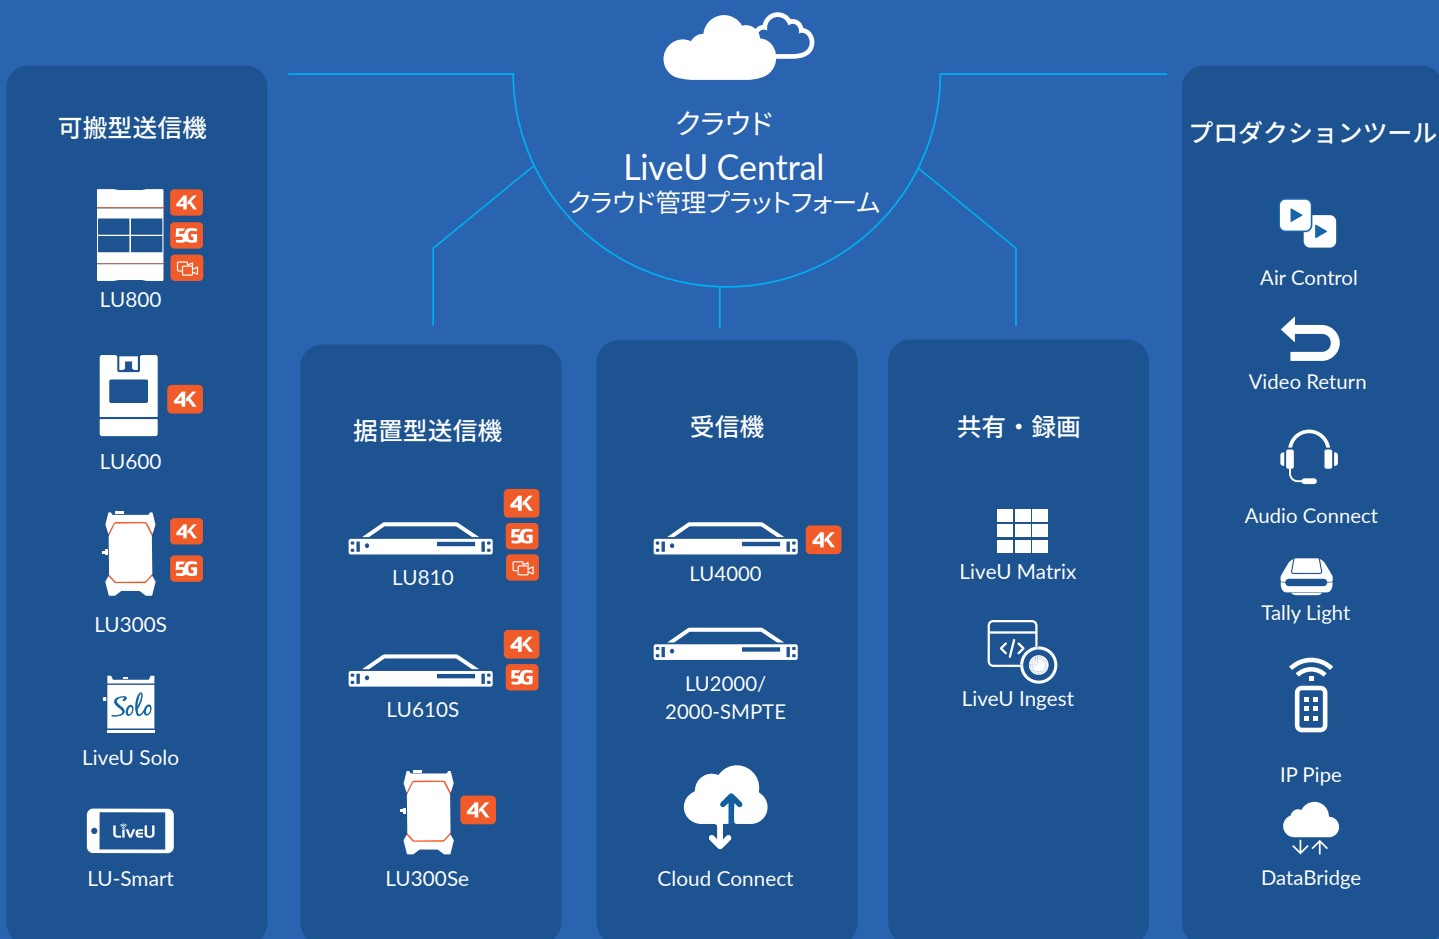 クラウド
LiveU Central
クラウド管理プラットフォーム
可搬型送信機
4K
5G
LU800
4K
LU600
4K
5G
LU300S
Solo
LiveU Solo
LiveU
LU-Smart
据置型送信機
4K
5G
LU810
4K
5G
LU610S
4K
LU300Se
受信機
4K
LU4000
LU2000/
2000-SMPTE
Cloud Connect
共有・録画
LiveU Matrix
</>
LiveU Ingest
プロダクションツール
Air Control
Video Return
Audio Connect
Tally Light
IP Pipe
DataBridge